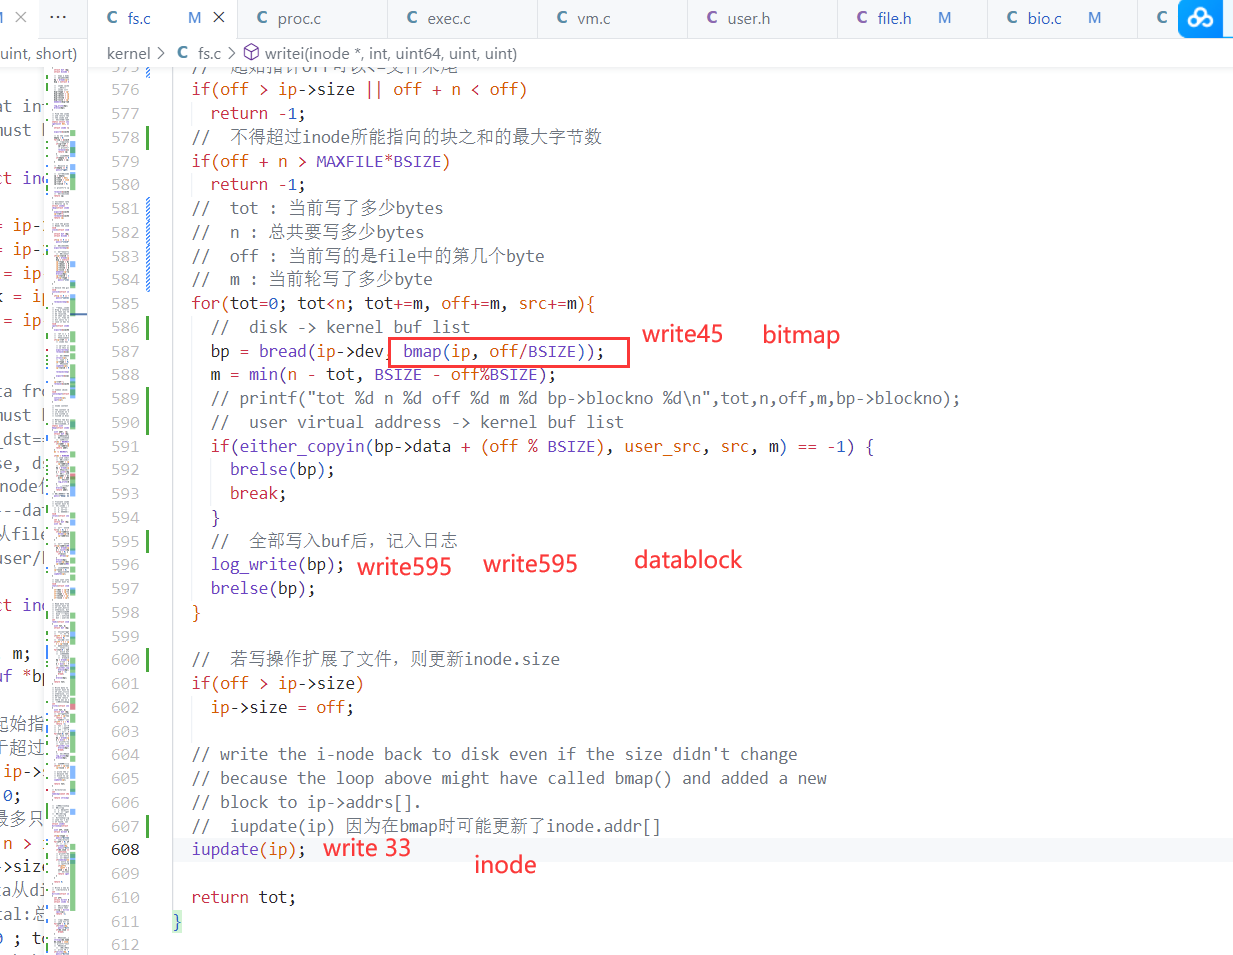 M ··· C fs.c M C proc.c C exec.c C vm.c C user.h C file.h M C bio.c M C
uint, short) kernel > C fs.c > writei(inode *, int, uint64, uint, uint)
576 if(off > ip->size || off + n < off)
577 return -1;
578 // 不得超过inode所能指向的块之和的最大字节数
579 if(off + n > MAXFILE*BSIZE)
580 return -1;
581 // tot : 当前写了多少bytes
582 // n : 总共要写多少bytes
583 // off : 当前写的是file中的第几个byte
584 // m : 当前轮写了多少byte
585 for(tot=0; tot<n; tot+=m, off+=m, src+=m){
586 // disk -> kernel buf list
write45 bitmap
587 bp = bread(ip->dev, bmap(ip, off/BSIZE));
588 m = min(n - tot, BSIZE - off%BSIZE);
589 // printf("tot %d n %d off %d m %d bp->blockno %d\n",tot,n,off,m,bp->blockno);
590 // user virtual address -> kernel buf list
591 if(either_copyin(bp->data + (off % BSIZE), user_src, src, m) == -1) {
592 brelse(bp);
593 break;
594 }
595 // 全部写入buf后，记入日志
596 log_write(bp); write595 write595 datablock
597 brelse(bp);
598 }
599
600 // 若写操作扩展了文件，则更新inode.size
601 if(off > ip->size)
602 ip->size = off;
603
604 // write the i-node back to disk even if the size didn't change
605 // because the loop above might have called bmap() and added a new
606 // block to ip->addrs[].
607 // iupdate(ip) 因为在bmap时可能更新了inode.addr[]
608 iupdate(ip); write 33
inode
609
610 return tot;
611 }
612